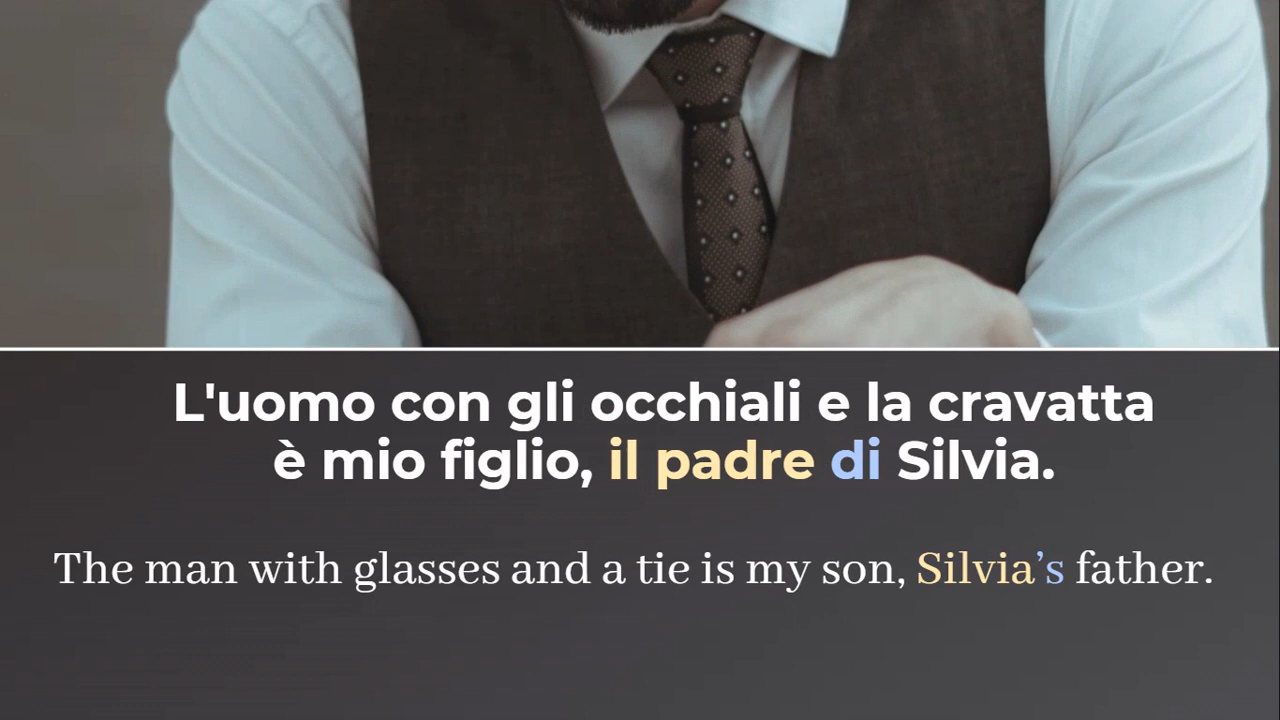 L'uomo con gli occhiali e la cravatta
è mio figlio, il padre di Silvia.
The man with glasses and a tie is my son, Silvia’s father.